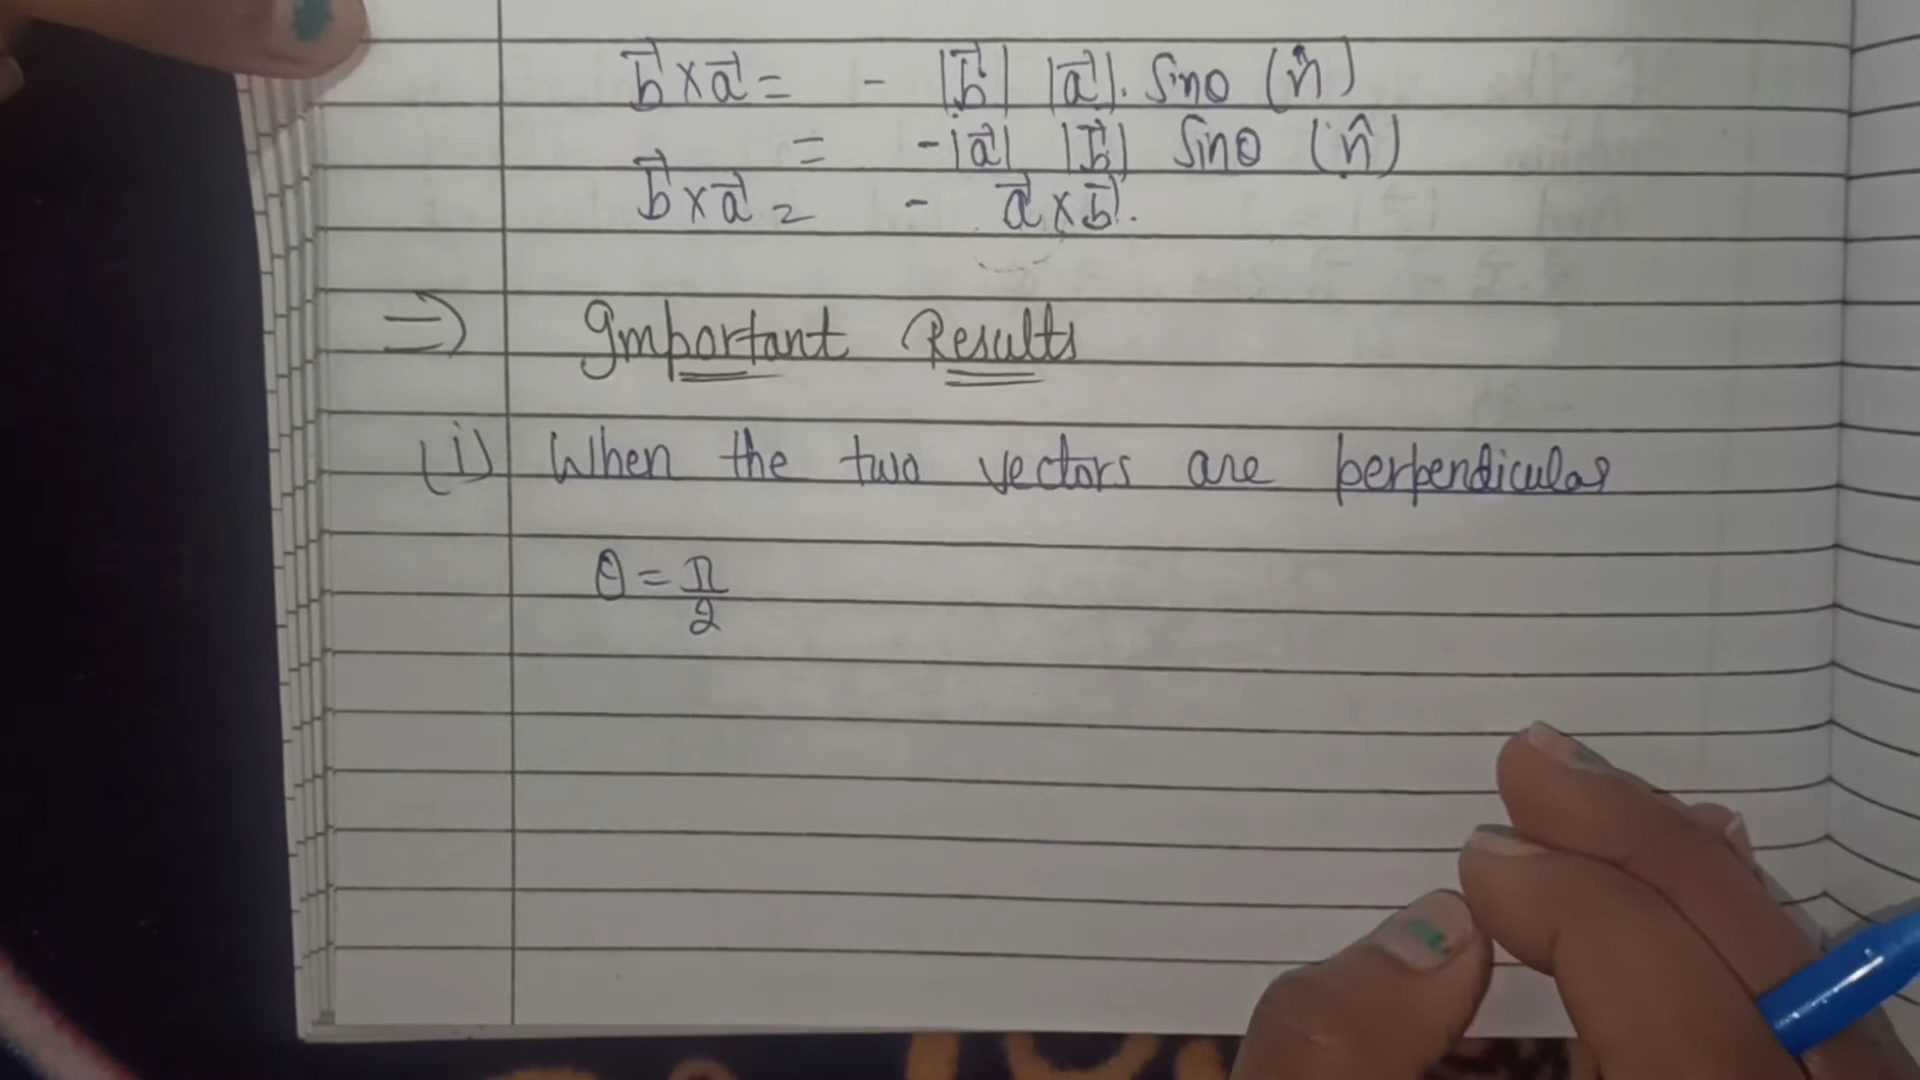 b⃗ × a⃗ = - |b⃗| |a⃗|. Sinθ (n̂)
= - |a⃗| |b⃗| Sinθ (n̂)
b⃗ × a⃗ = - a⃗ × b⃗.
⇒ Important Results
(i) When the two vectors are perpendicular
θ = π/2